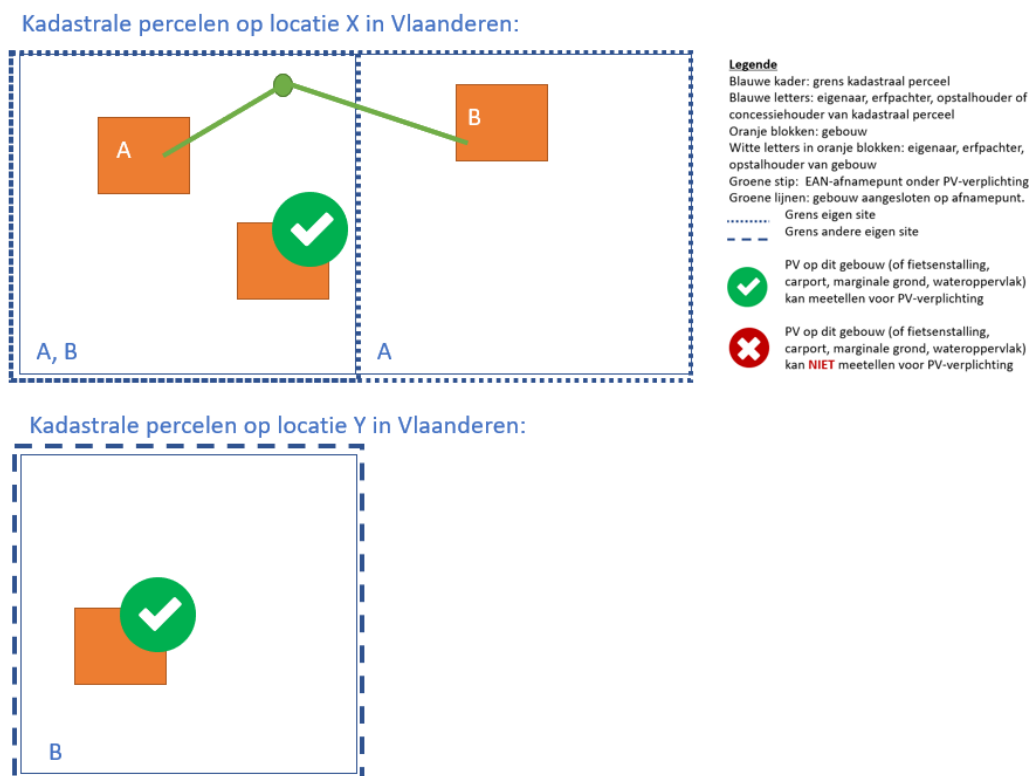 Kadastrale percelen op locatie X in Vlaanderen:
A
B
A, B
A
Legende
Blauwe kader: grens kadastraal perceel
Blauwe letters: eigenaar, erfpachter, opstalhouder of
concessiehouder van kadastraal perceel
Oranje blokken: gebouw
Witte letters in oranje blokken: eigenaar, erfpachter,
opstalhouder van gebouw
Groene stip: EAN-afnamepunt onder PV-verplichting
Groene lijnen: gebouw aangesloten op afnamepunt.
Grens eigen site
Grens andere eigen site
PV op dit gebouw (of fietsenstalling,
carport, marginale grond, wateroppervlak)
kan meetellen voor PV-verplichting
PV op dit gebouw (of fietsenstalling,
carport, marginale grond, wateroppervlak)
kan NIET meetellen voor PV-verplichting
Kadastrale percelen op locatie Y in Vlaanderen:
B